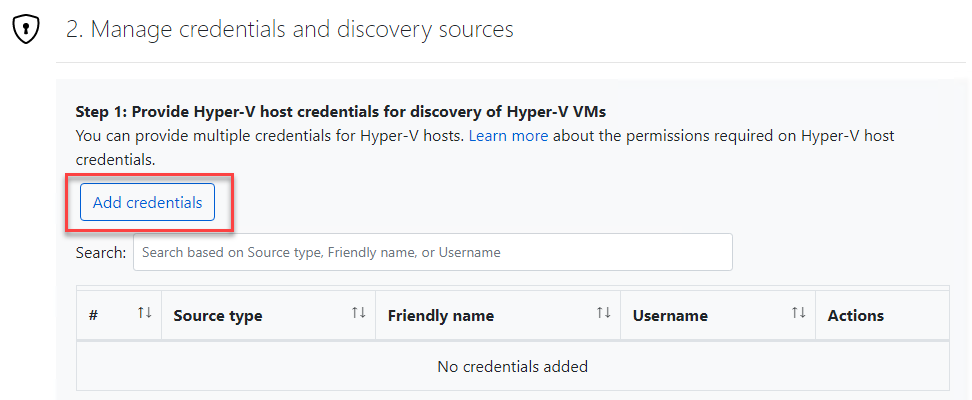 2. Manage credentials and discovery sources
Step 1: Provide Hyper-V host credentials for discovery of Hyper-V VMs
You can provide multiple credentials for Hyper-V hosts. Learn more about the permissions required on Hyper-V host
credentials.
Add credentials
Search: Search based on Source type, Friendly name, or Username
# ↑↓ Source type ↑↓ Friendly name ↑↓ Username ↑↓ Actions
No credentials added